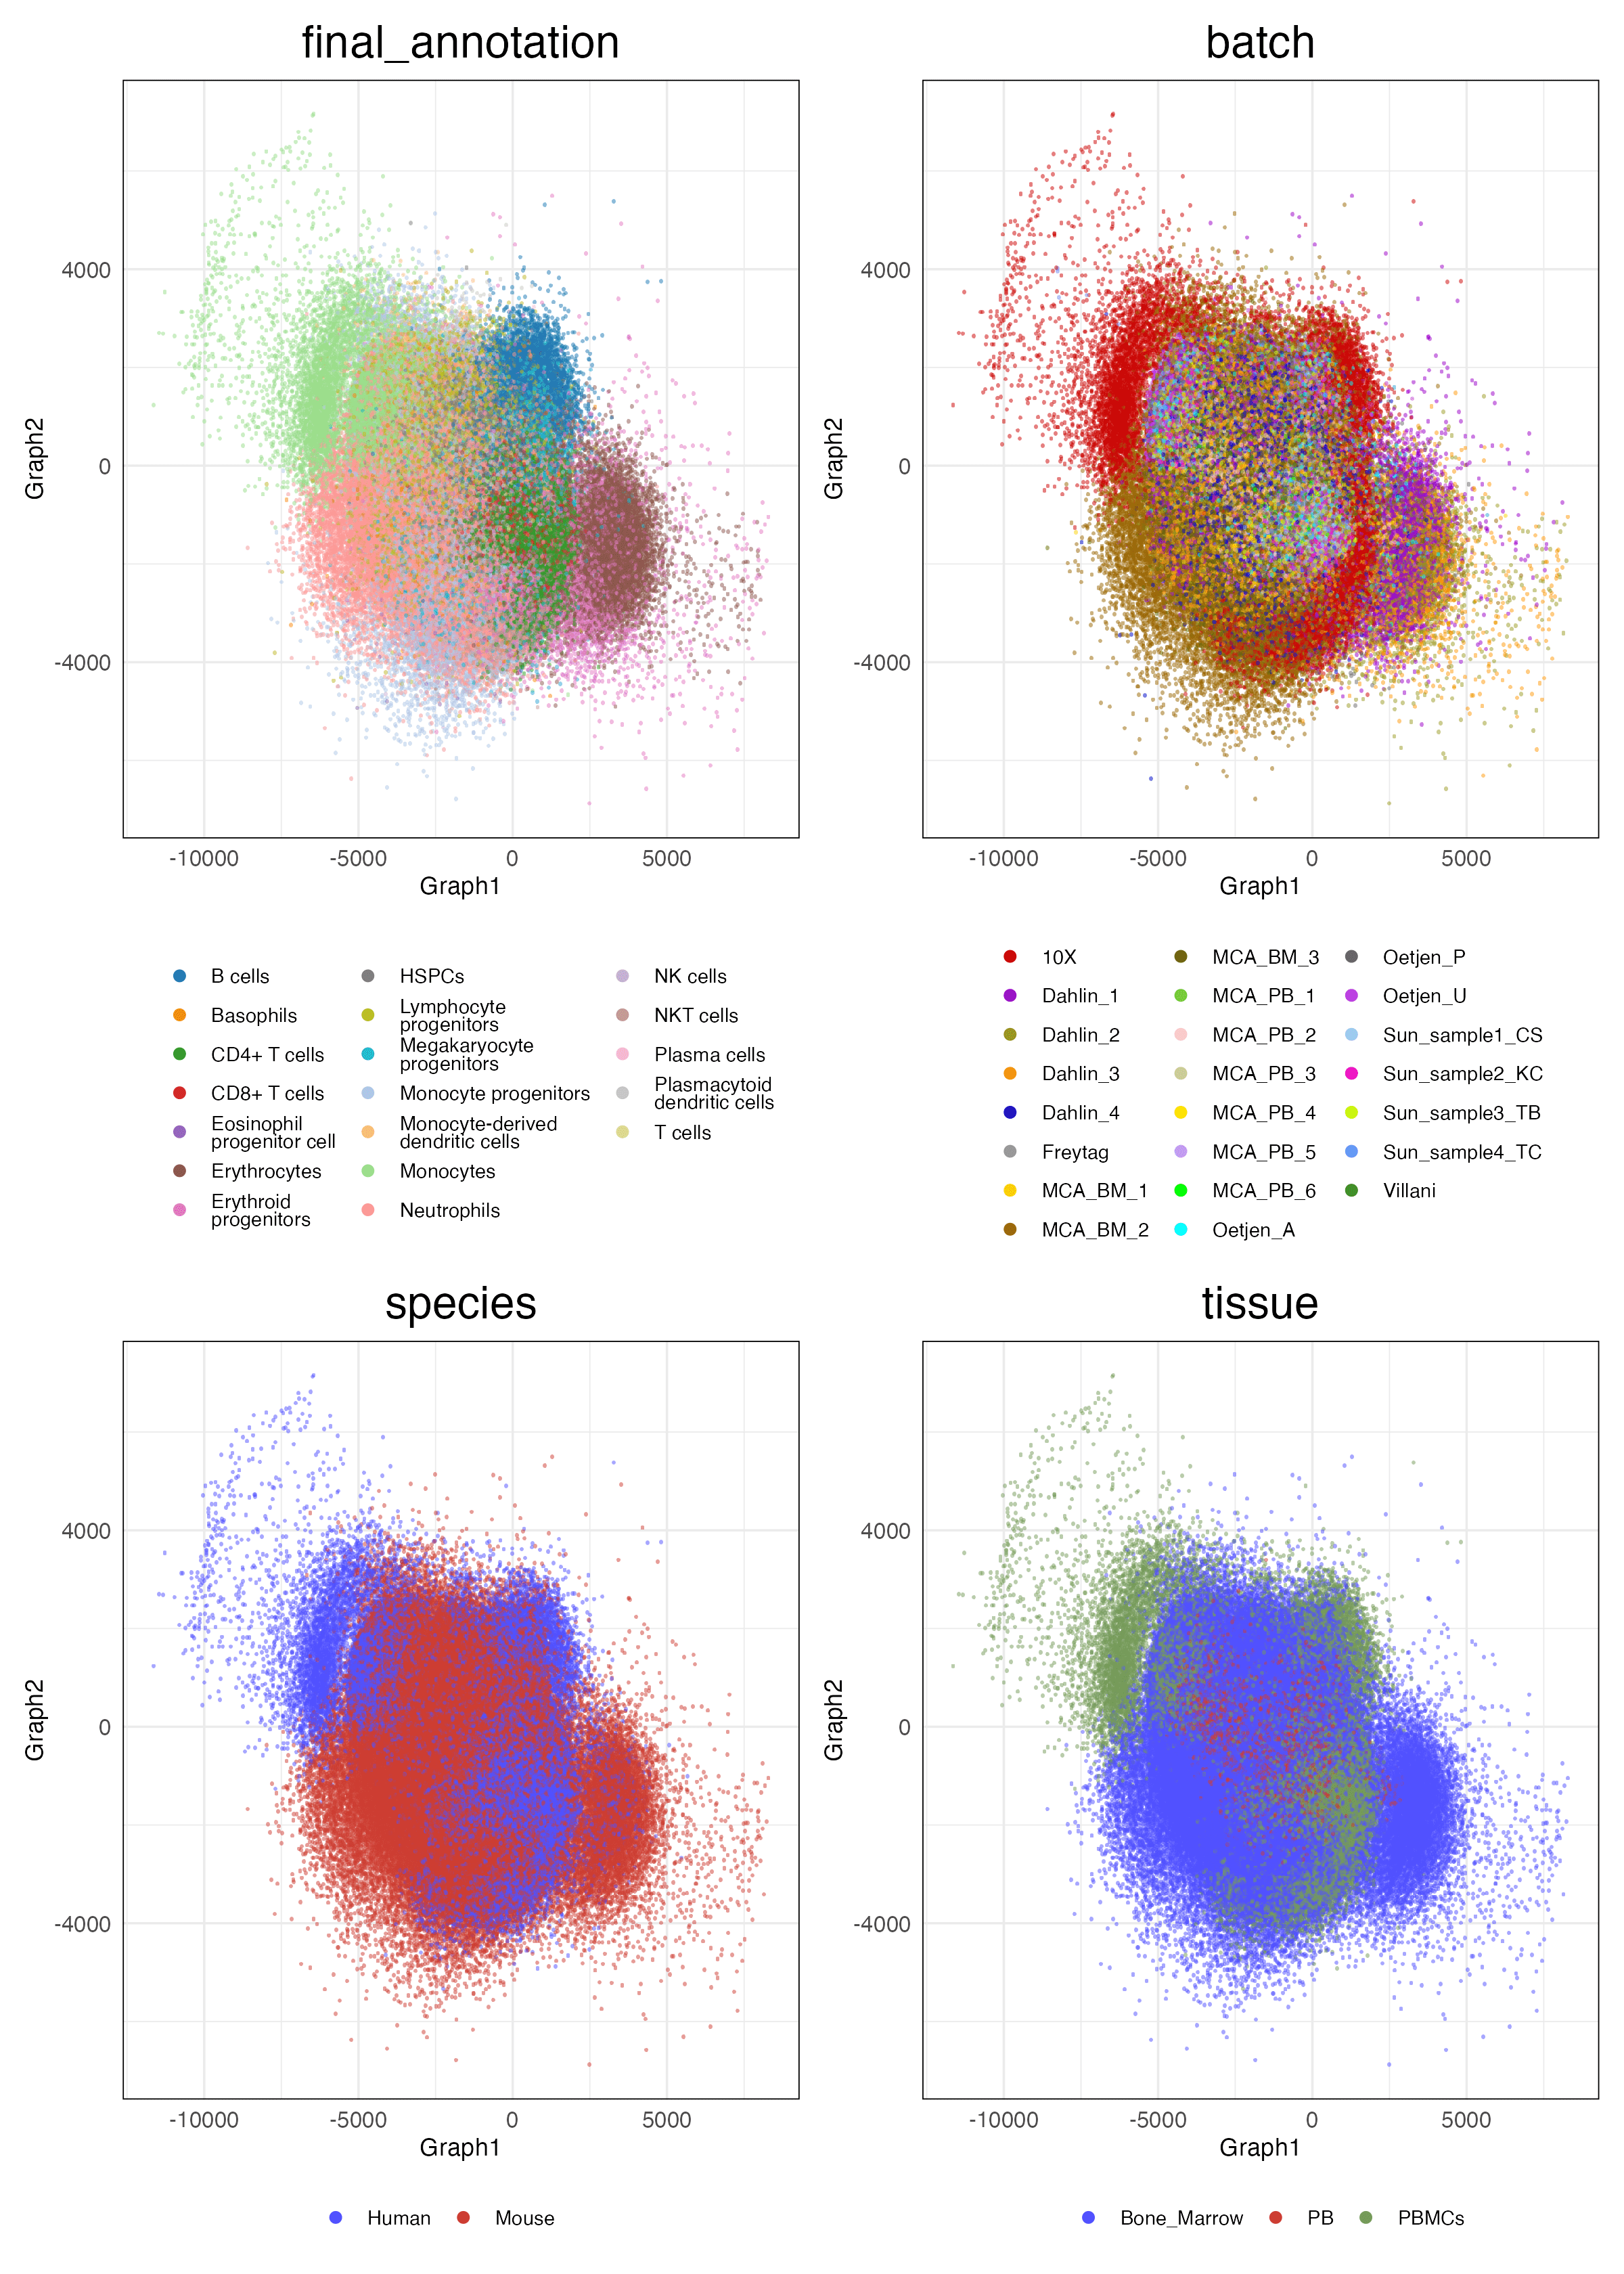 final_annotation
batch
4000
0
-4000
Graph2
-10000 -5000 0 5000
Graph1
4000
0
-4000
Graph2
-10000 -5000 0 5000
Graph1
B cells
Basophils
CD4+ T cells
CD8+ T cells
Eosinophil
progenitor cell
Erythrocytes
Erythroid
progenitors
HSPCs
Lymphocyte
progenitors
Megakaryocyte
progenitors
Monocyte progenitors
Monocyte-derived
dendritic cells
Monocytes
Neutrophils
NK cells
NKT cells
Plasma cells
Plasmacytoid
dendritic cells
T cells
10X
Dahlin_1
Dahlin_2
Dahlin_3
Dahlin_4
Freytag
MCA_BM_1
MCA_BM_2
MCA_BM_3
MCA_PB_1
MCA_PB_2
MCA_PB_3
MCA_PB_4
MCA_PB_5
MCA_PB_6
Oetjen_A
Oetjen_P
Oetjen_U
Sun_sample1_CS
Sun_sample2_KC
Sun_sample3_TB
Sun_sample4_TC
Villani
species
tissue
4000
0
-4000
Graph2
-10000 -5000 0 5000
Graph1
4000
0
-4000
Graph2
-10000 -5000 0 5000
Graph1
Human Mouse
Bone_Marrow PB PBMCs